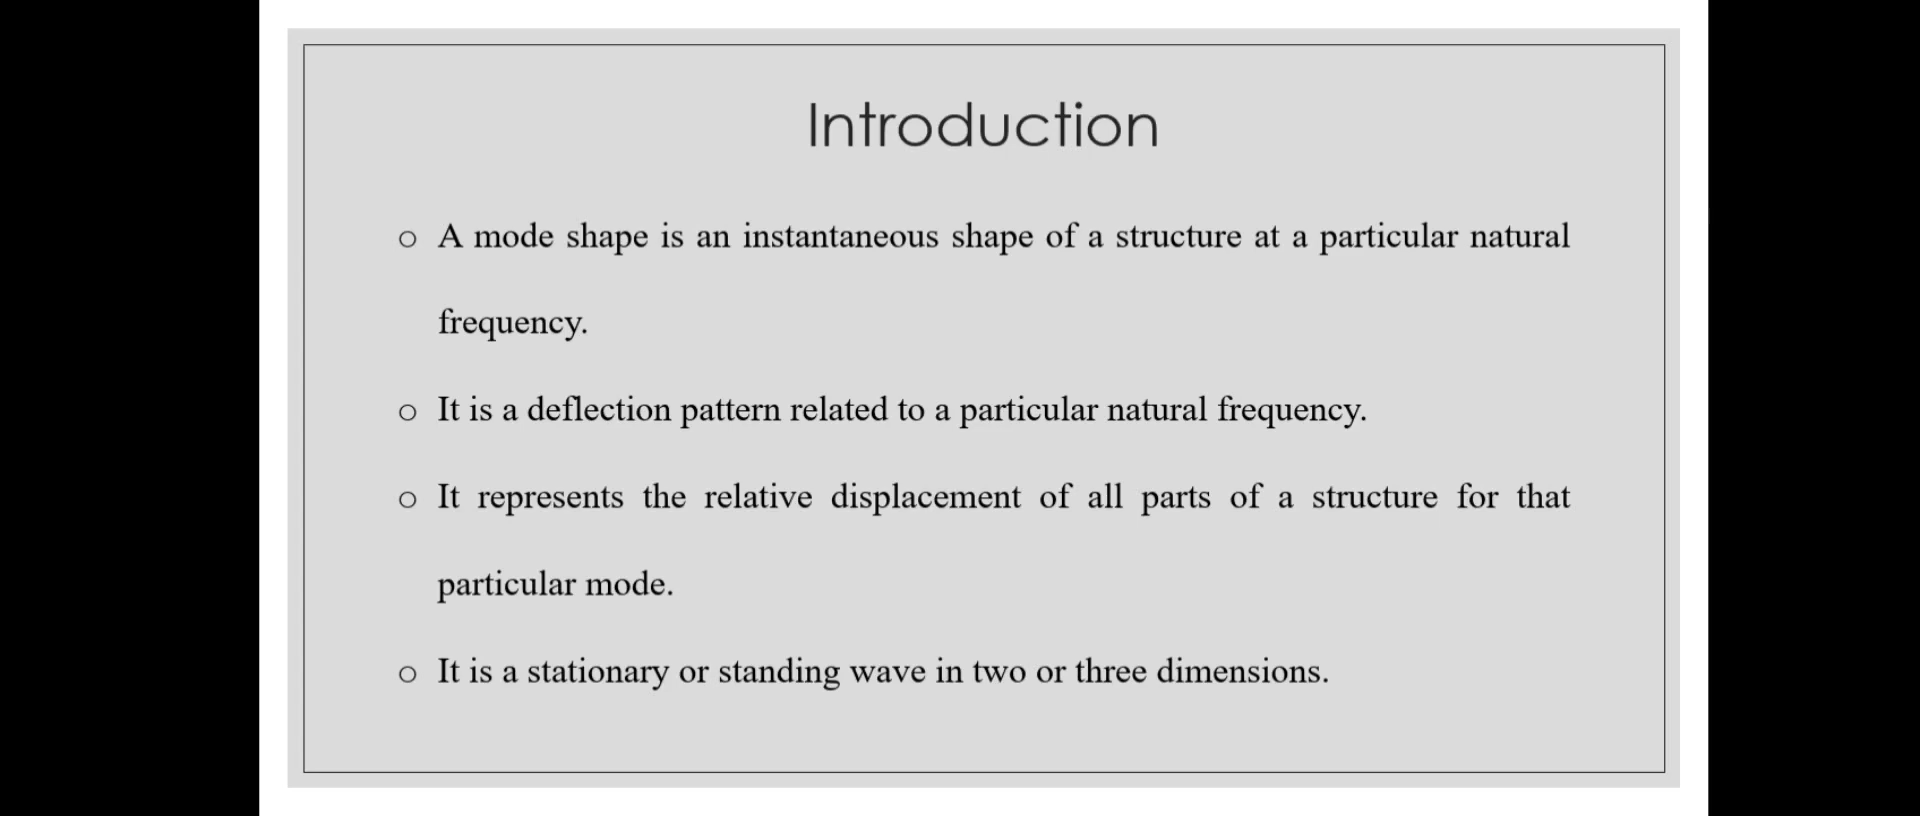 Introduction
○ A mode shape is an instantaneous shape of a structure at a particular natural
frequency.
○ It is a deflection pattern related to a particular natural frequency.
○ It represents the relative displacement of all parts of a structure for that
particular mode.
○ It is a stationary or standing wave in two or three dimensions.